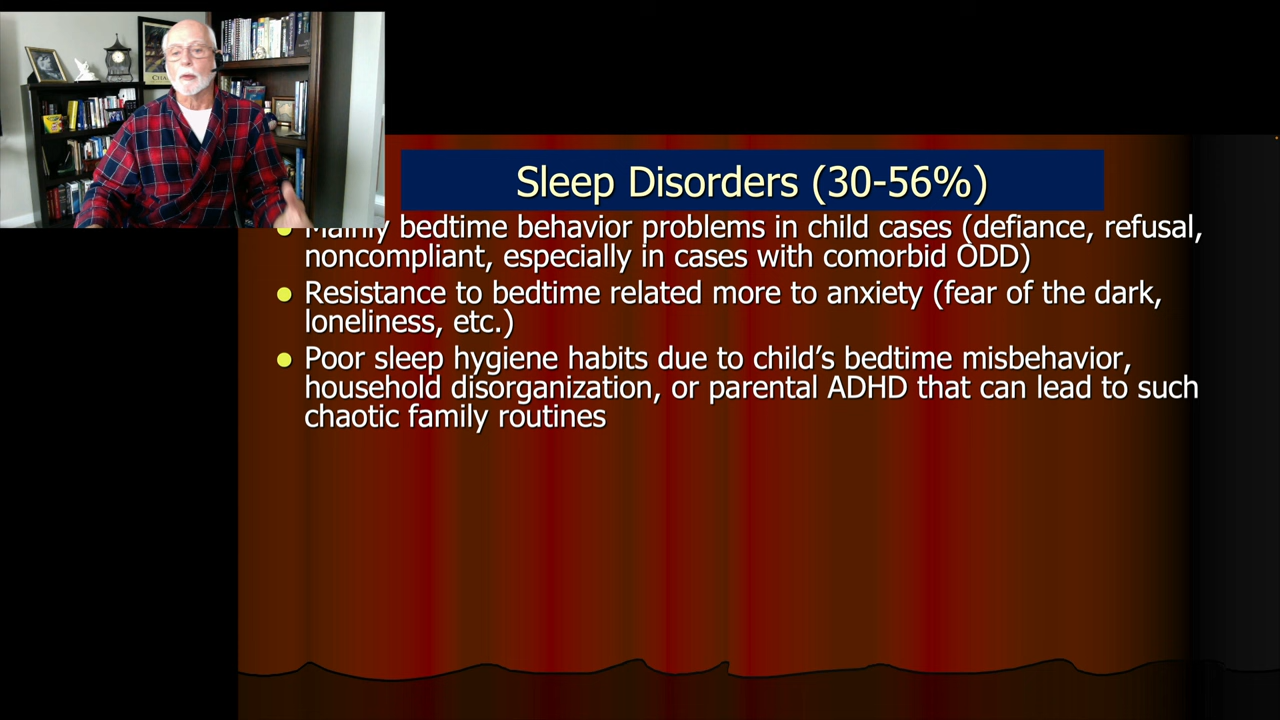 Sleep Disorders (30-56%)
Mainly bedtime behavior problems in child cases (defiance, refusal,
noncompliant, especially in cases with comorbid ODD)
Resistance to bedtime related more to anxiety (fear of the dark,
loneliness, etc.)
Poor sleep hygiene habits due to child’s bedtime misbehavior,
household disorganization, or parental ADHD that can lead to such
chaotic family routines